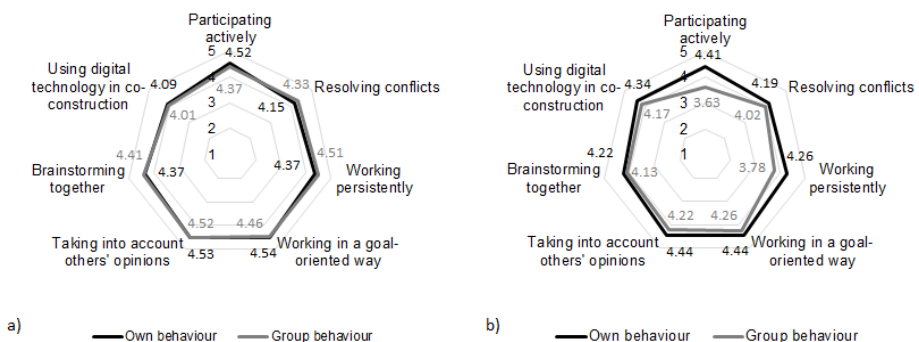 Participating
actively
5
4.52
4
4.37
3
2
1
Using digital
technology in co-
construction
4.09
4.01
4.33
Resolving conflicts
4.15
Brainstorming
together
4.41
4.37
4.37
4.51
Working
persistently
4.52
4.46
Taking into account
others' opinions
4.53
4.54
Working in a goal-
oriented way
a)
Own behaviour
Group behaviour
Participating
actively
5
4.41
4
3.63
3
2
1
Using digital
technology in co-
construction
4.34
4.17
4.19
Resolving conflicts
4.02
Brainstorming
together
4.22
4.13
3.78
4.26
Working
persistently
4.22
4.26
Taking into account
others' opinions
4.44
4.44
Working in a goal-
oriented way
b)
Own behaviour
Group behaviour